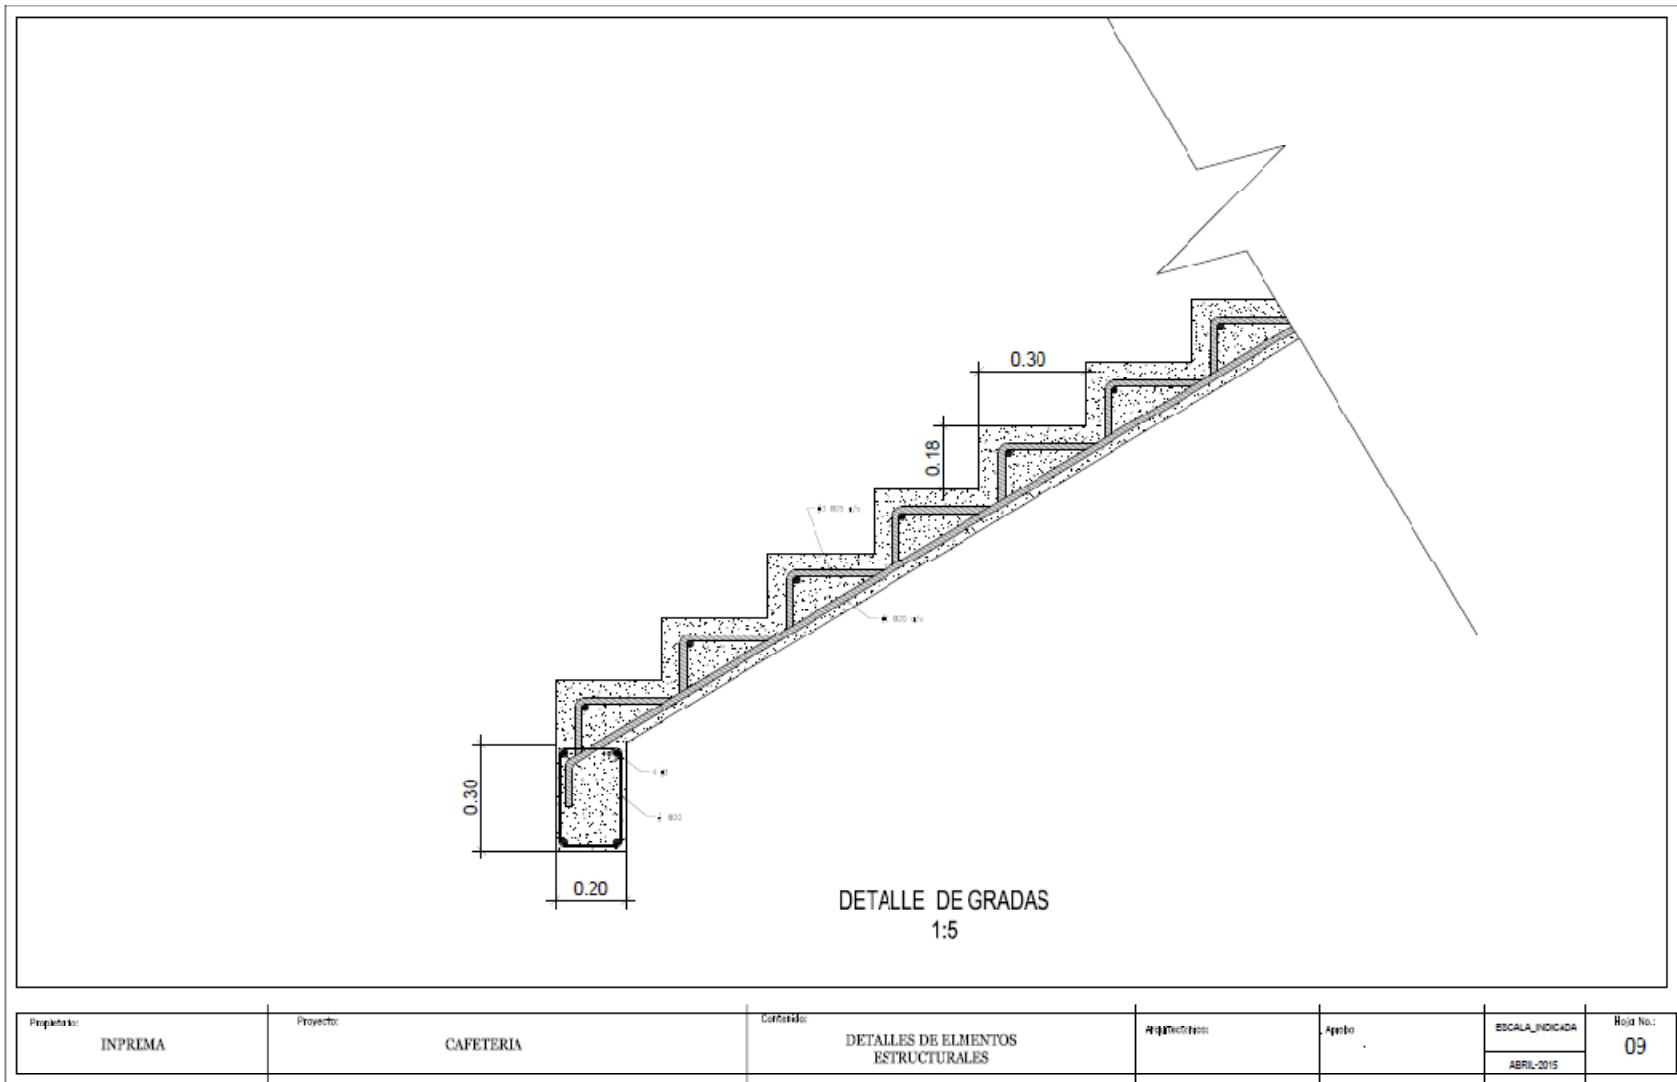 0.30
0.18
0.30
0.20
DETALLE DE GRADAS
1:5
Propietario:
INPREMA
Proyecto:
CAFETERIA
Contenido:
DETALLES DE ELMENTOS
ESTRUCTURALES
Aprobo
ESCALA_INDICADA
ABRIL-2015
Hoja No.:
09